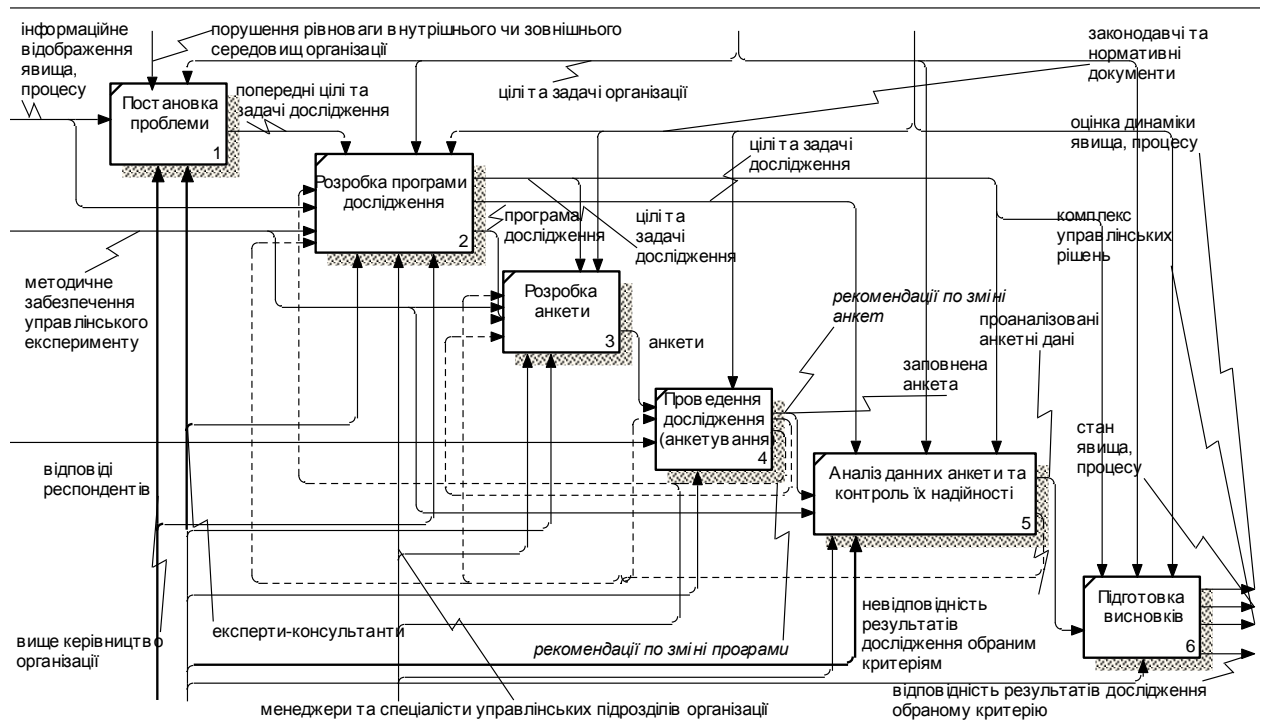 інформаційне
відображення
явища,
процесу
порушення рівноваги внутрішнього чи зовнішнього
середовищ організації
законодавчі та
нормативні
документи
цілі та задачі організації
попередні цілі та
задачі дослідження
Постановка
проблеми
1
оцінка динаміки
явища, процесу
цілі та задачі
дослідження
Розробка програми
дослідження
2
програма
дослідження
цілі та
задачі
дослідження
комплекс
управлінських
рішень
методичне
забезпечення
управлінського
експерименту
Розробка
анкети
3
рекомендації по зміні
анкет
проаналізовані
анкетні дані
анкети
заповнена
анкета
Проведення
дослідження
(анкетування
4
стан
явища,
процесу
відповіді
респондентів
Аналіз данних анкети та
контроль їх надійності
5
Підготовка
висновків
6
невідповідність
результатів
дослідження обраним
критеріям
експерти-консультанти
вище керівництво
організації
рекомендації по зміні програми
відповідність результатів дослідження
обраному критерію
менеджери та спеціалісти управлінських підрозділів організації